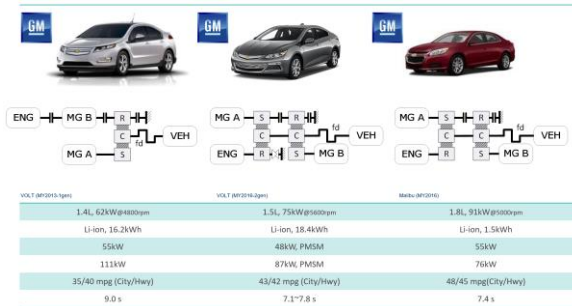 GM
GM
GM
ENG
MG B
R
C
S
fd
VEH
MG A
MG A
S
R
C
C
fd
VEH
ENG
R
S
MG B
MG A
S
R
C
C
fd
VEH
ENG
R
S
MG B
VOLT (MY2013-1gen)
VOLT (MY2016-2gen)
Malibu (MY2016)
1.4L, 62kW@4800rpm
1.5L, 75kW@5600rpm
1.8L, 91kW@5000rpm
Li-ion, 16.2kWh
Li-ion, 18.4kWh
Li-ion, 1.5kWh
55kW
48kW, PMSM
55kW
111kW
87kW, PMSM
76kW
35/40 mpg (City/Hwy)
43/42 mpg (City/Hwy)
48/45 mpg(City/Hwy)
9.0 s
7.1~7.8 s
7.4 s